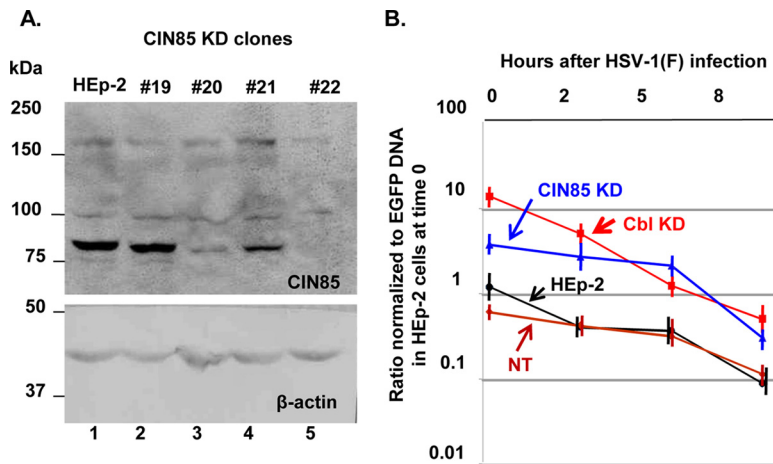 A.
CIN85 KD clones
kDa
HEp-2 #19 #20 #21 #22
250
150
100
75
CIN85
50
37
β-actin
1 2 3 4 5
B.
Hours after HSV-1(F) infection
0 2 6 8
Ratio normalized to EGFP DNA
in HEp-2 cells at time 0
100
10
1
0.1
0.01
CIN85 KD
Cbl KD
HEp-2
NT